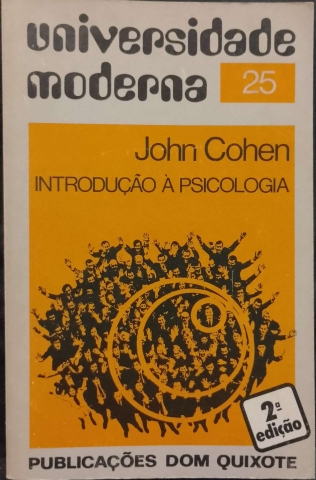 universidade
moderna 25
John Cohen
INTRODUÇÃO À PSICOLOGIA
2ª
edição
PUBLICAÇÕES DOM QUIXOTE